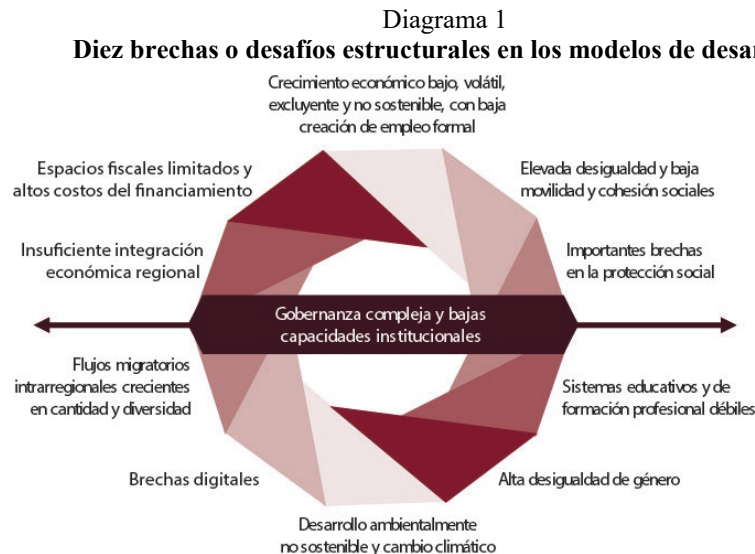 Diagrama 1
Diez brechas o desafíos estructurales en los modelos de
Crecimiento económico bajo, volátil,
excluyente y no sostenible, con baja
creación de empleo formal
Elevada desigualdad y baja
movilidad y cohesión sociales
Importantes brechas
en la protección social
Sistemas educativos y de
formación profesional débiles
Alta desigualdad de género
Desarrollo ambientalmente
no sostenible y cambio climático
Brechas digitales
Flujos migratorios
intrarregionales crecientes
en cantidad y diversidad
Insuficiente integración
económica regional
Espacios fiscales limitados y
altos costos del financiamiento
Gobernanza compleja y bajas
capacidades institucionales